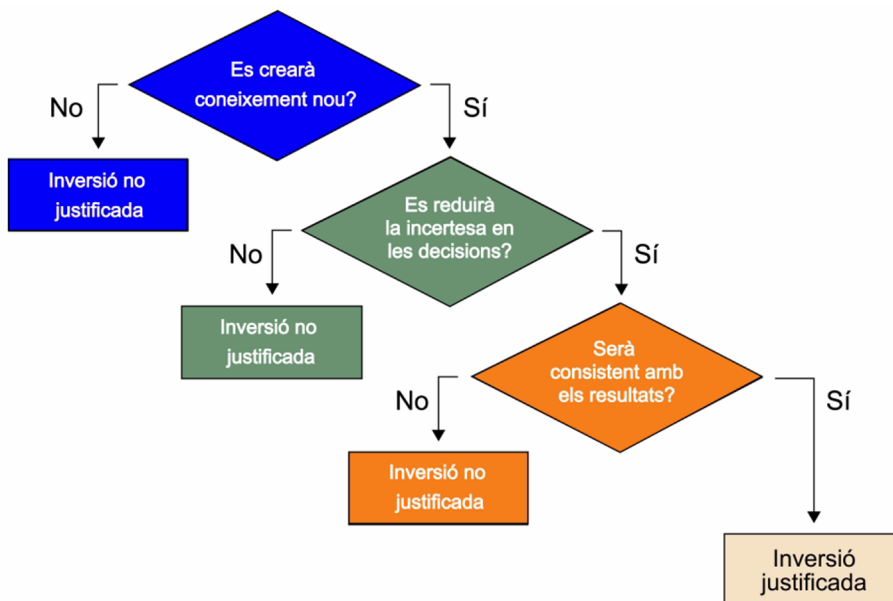 Es crearà
coneixement nou?
No
Sí
Inversió no
justificada
Es reduirà
la incertesa en
les decisions?
No
Sí
Inversió no
justificada
Serà
consistent amb
els resultats?
No
Sí
Inversió no
justificada
Inversió
justificada